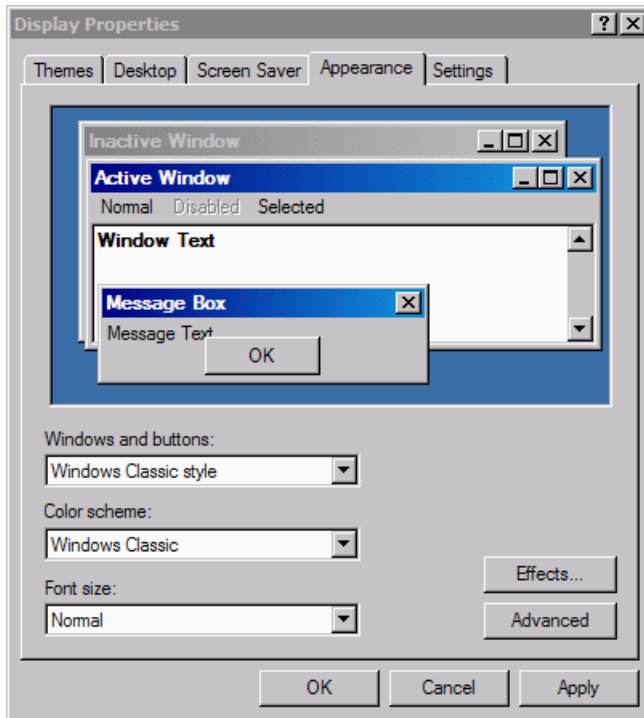 Display Properties
Themes Desktop Screen Saver Appearance Settings
Inactive Window
Active Window
Normal Disabled Selected
Window Text
Message Box
Message Text
OK
Windows and buttons:
Windows Classic style
Color scheme:
Windows Classic
Effects...
Font size:
Normal
Advanced
OK Cancel Apply